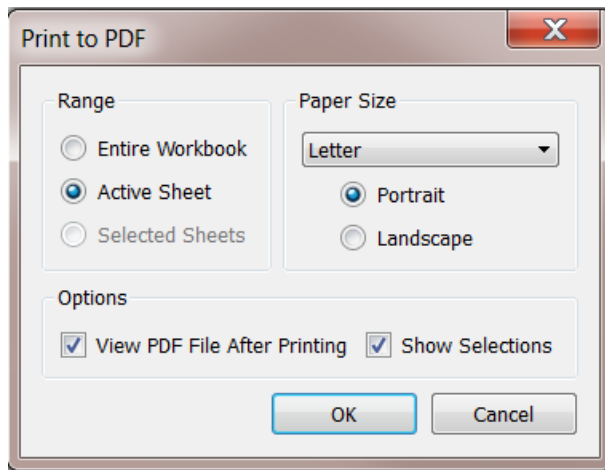 Print to PDF
Range
Entire Workbook
Active Sheet
Selected Sheets
Paper Size
Letter
Portrait
Landscape
Options
View PDF File After Printing Show Selections
OK Cancel